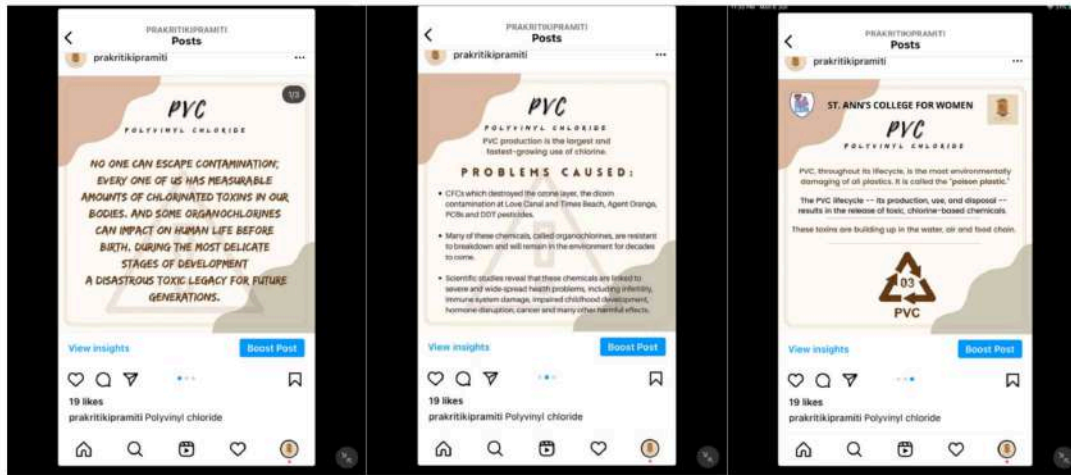 PRAKRITIKIPRAMITI
Posts
prakritikipramiti
1/3
PVC
POLYVINYL CHLORIDE
NO ONE CAN ESCAPE CONTAMINATION;
EVERY ONE OF US HAS MEASURABLE
AMOUNTS OF CHLORINATED TOXINS IN OUR
BODIES. AND SOME ORGANOCHLORINES
CAN IMPACT ON HUMAN LIFE BEFORE
BIRTH, DURING THE MOST DELICATE
STAGES OF DEVELOPMENT
A DISASTROUS TOXIC LEGACY FOR FUTURE
GENERATIONS.
View insights
Boost Post
19 likes
prakritikipramiti Polyvinyl chloride
PRAKRITIKIPRAMITI
Posts
prakritikipramiti
PVC
POLYVINYL CHLORIDE
PVC production is the largest and
fastest-growing use of chlorine.
PROBLEMS CAUSED:
• CFCs which destroyed the ozone layer, the dioxin
contamination at Love Canal and Times Beach, Agent Orange,
PCBs and DDT pesticides.
• Many of these chemicals, called organochlorines, are resistant
to breakdown and will remain in the environment for decades
to come.
• Scientific studies reveal that these chemicals are linked to
severe and wide-spread health problems, including infertility,
immune system damage, impaired childhood development,
hormone disruption, cancer and many other harmful effects.
View insights
Boost Post
19 likes
prakritikipramiti Polyvinyl chloride
PRAKRITIKIPRAMITI
Posts
prakritikipramiti
ST. ANN'S COLLEGE FOR WOMEN
PVC
POLYVINYL CHLORIDE
PVC, throughout its lifecycle, is the most environmentally
damaging of all plastics. It is called the "poison plastic."
The PVC lifecycle -- its production, use, and disposal --
results in the release of toxic, chlorine-based chemicals.
These toxins are building up in the water, air and food chain.
03
PVC
View insights
Boost Post
19 likes
prakritikipramiti Polyvinyl chloride